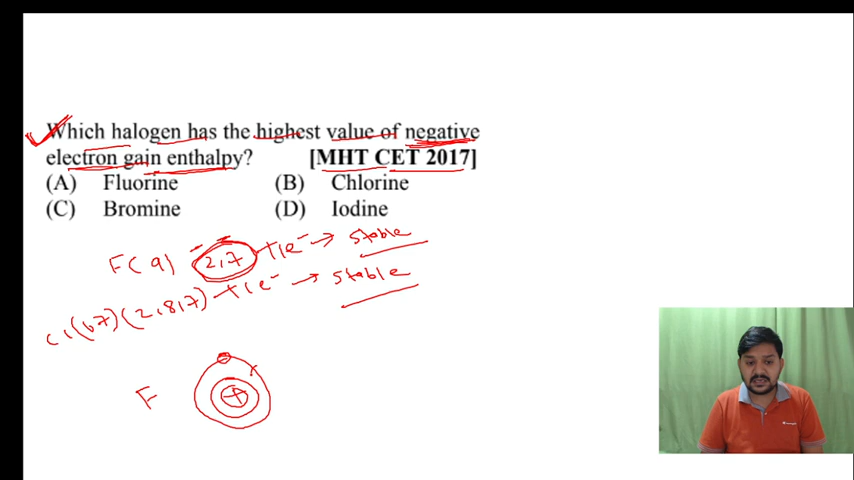 Which halogen has the highest value of negative
electron gain enthalpy? [MHT CET 2017]
(A) Fluorine (B) Chlorine
(C) Bromine (D) Iodine
F(9) 2,7 +1e⁻ → stable
Cl(17)(2,8,7) +1e⁻ → stable
F
+